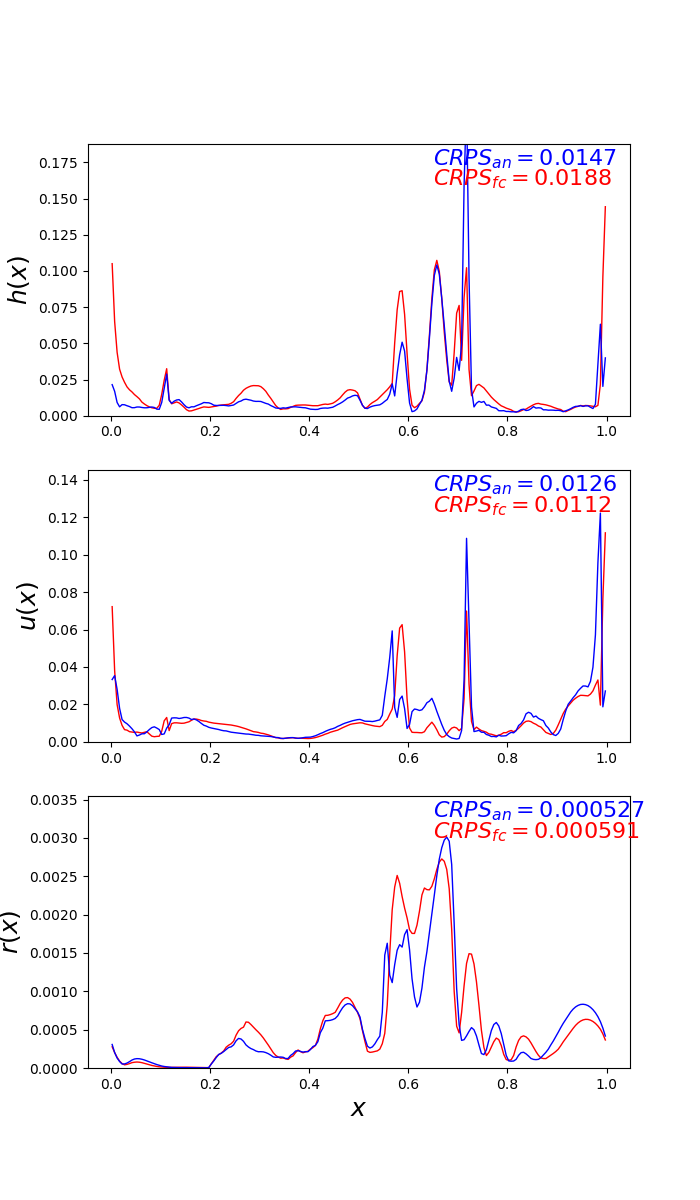 CRPS_an = 0.0147
CRPS_fc = 0.0188
h(x)
0.175
0.150
0.125
0.100
0.075
0.050
0.025
0.000
0.0 0.2 0.4 0.6 0.8 1.0
CRPS_an = 0.0126
CRPS_fc = 0.0112
u(x)
0.14
0.12
0.10
0.08
0.06
0.04
0.02
0.00
0.0 0.2 0.4 0.6 0.8 1.0
CRPS_an = 0.000527
CRPS_fc = 0.000591
r(x)
0.0035
0.0030
0.0025
0.0020
0.0015
0.0010
0.0005
0.0000
0.0 0.2 0.4 0.6 0.8 1.0
x